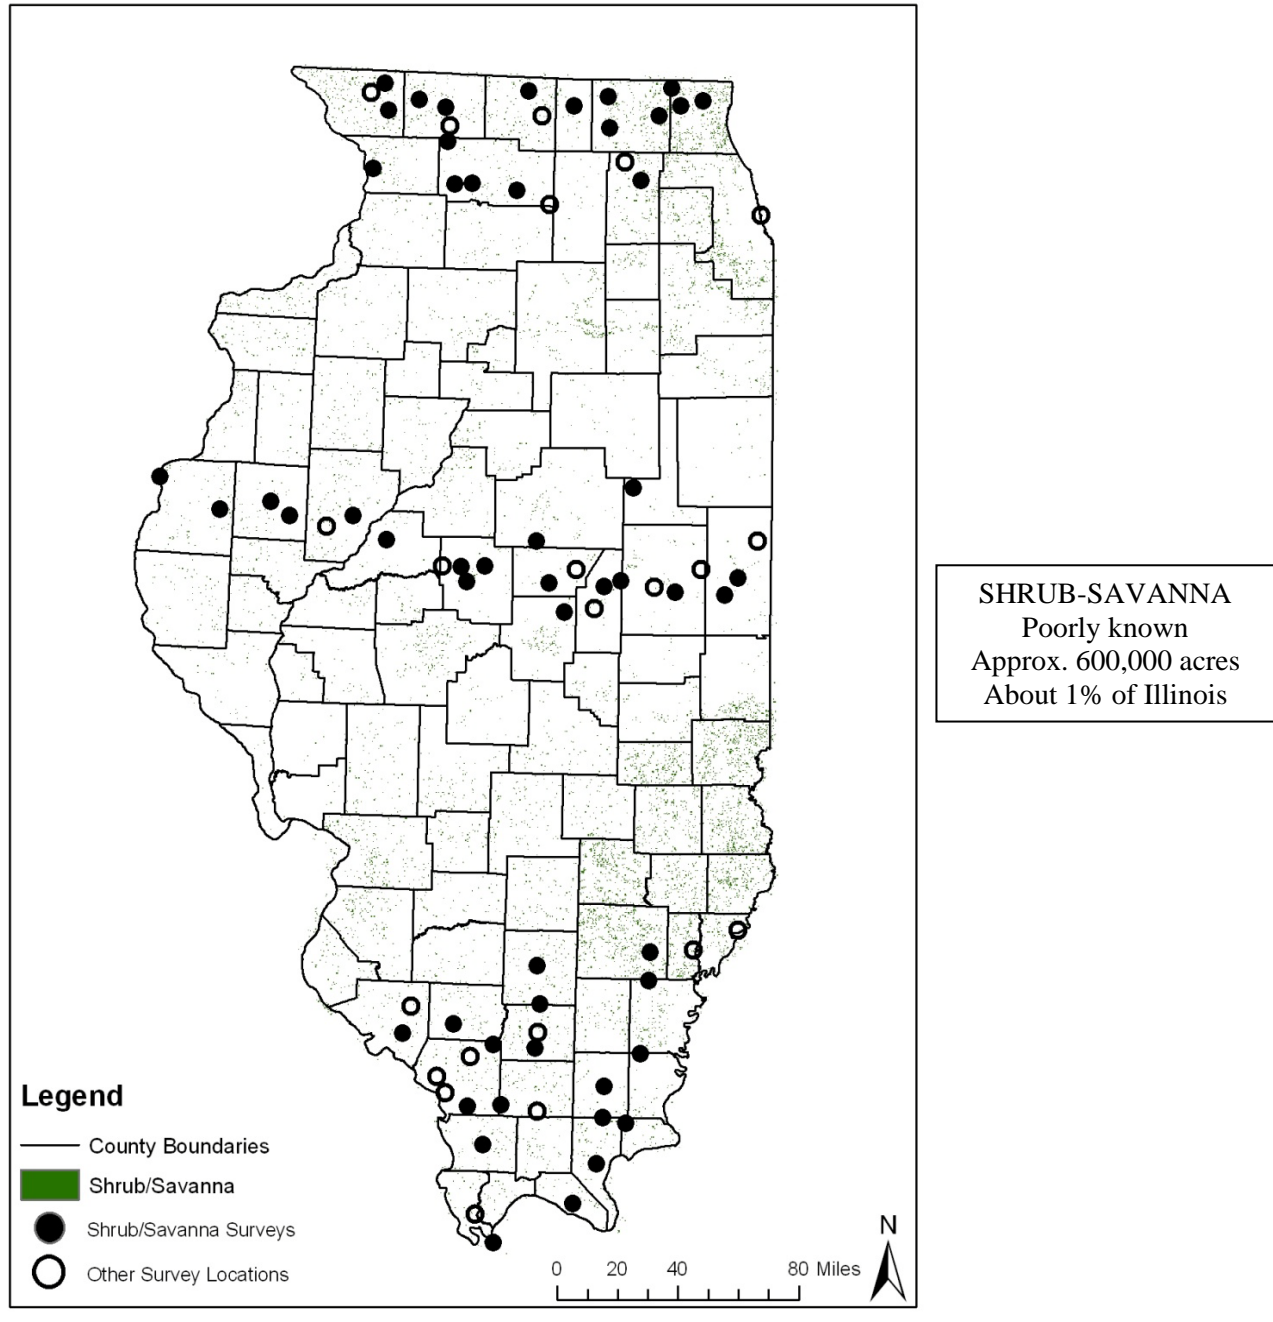 SHRUB-SAVANNA
Poorly known
Approx. 600,000 acres
About 1% of Illinois
Legend
County Boundaries
Shrub/Savanna
Shrub/Savanna Surveys
Other Survey Locations
N
0 20 40 80 Miles